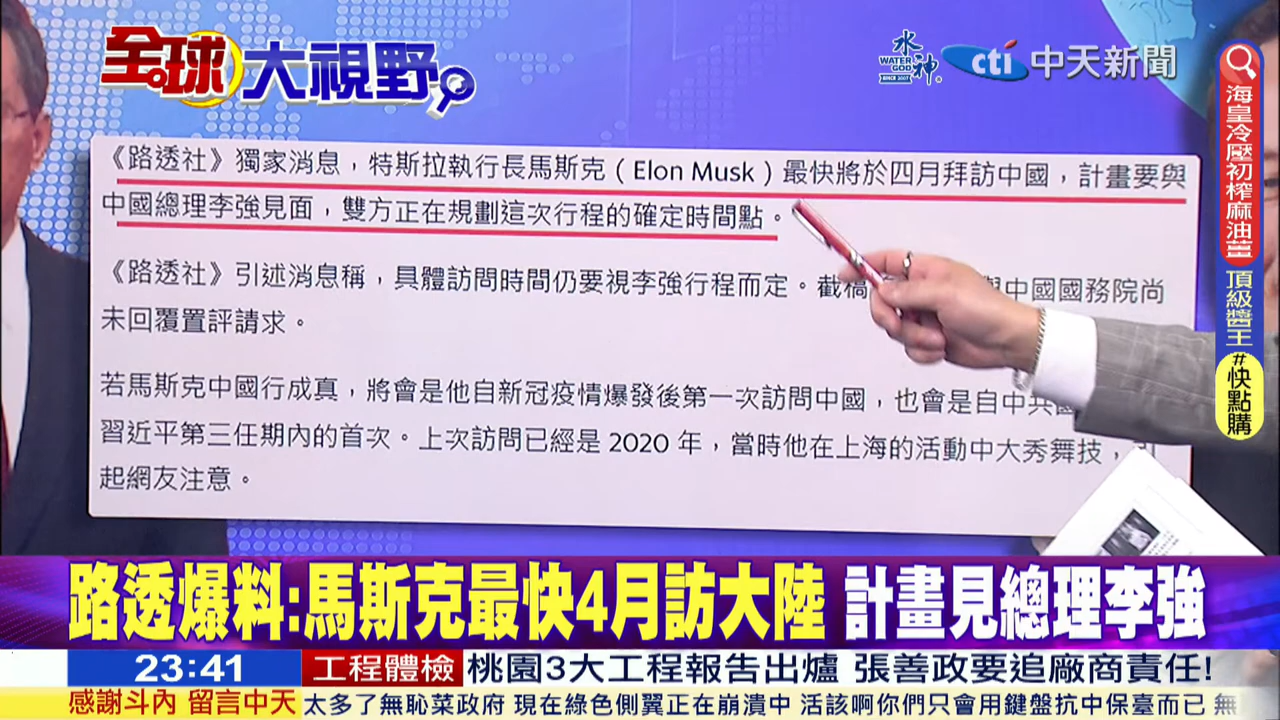 全球大視野
水神
WATER GOD
SINCE 2007
cti 中天新聞
海皇冷壓初榨麻油薑 頂級醬王 #快點購
《路透社》獨家消息，特斯拉執行長馬斯克（Elon Musk）最快將於四月拜訪中國，計畫要與
中國總理李強見面，雙方正在規劃這次行程的確定時間點。
《路透社》引述消息稱，具體訪問時間仍要視李強行程而定。截稿 與中國國務院尚
未回覆置評請求。
若馬斯克中國行成真，將會是他自新冠疫情爆發後第一次訪問中國，也會是自中共
習近平第三任期內的首次。上次訪問已經是 2020 年，當時他在上海的活動中大秀舞技，
起網友注意。
路透爆料:馬斯克最快4月訪大陸 計畫見總理李強
23:41 工程體檢 桃園3大工程報告出爐 張善政要追廠商責任!
感謝斗內 留言中天 太多了無恥菜政府 現在綠色側翼正在崩潰中 活該啊你們只會用鍵盤抗中保臺而已 無